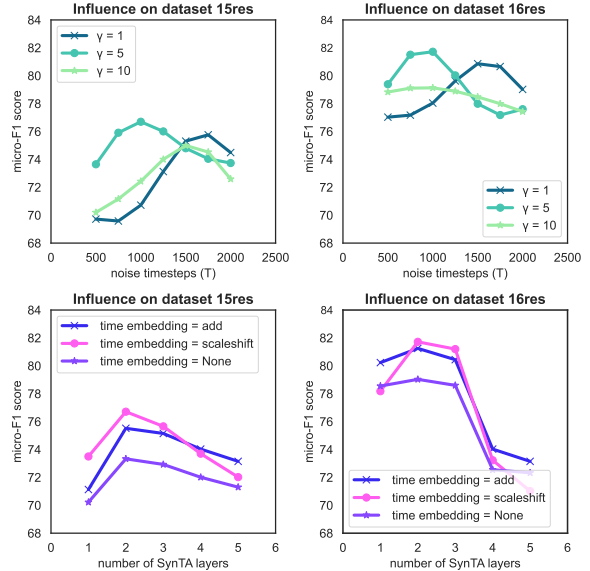 Influence on dataset 15res
84
82
80
78
76
74
72
70
68
micro-F1 score
γ = 1
γ = 5
γ = 10
0
500
1000
1500
2000
2500
noise timesteps (T)
Influence on dataset 16res
84
82
80
78
76
74
72
70
68
micro-F1 score
γ = 1
γ = 5
γ = 10
0
500
1000
1500
2000
2500
noise timesteps (T)
Influence on dataset 15res
84
82
80
78
76
74
72
70
68
micro-F1 score
time embedding = add
time embedding = scaleshift
time embedding = None
0
1
2
3
4
5
6
number of SynTA layers
Influence on dataset 16res
84
82
80
78
76
74
72
70
68
micro-F1 score
time embedding = add
time embedding = scaleshift
time embedding = None
0
1
2
3
4
5
6
number of SynTA layers